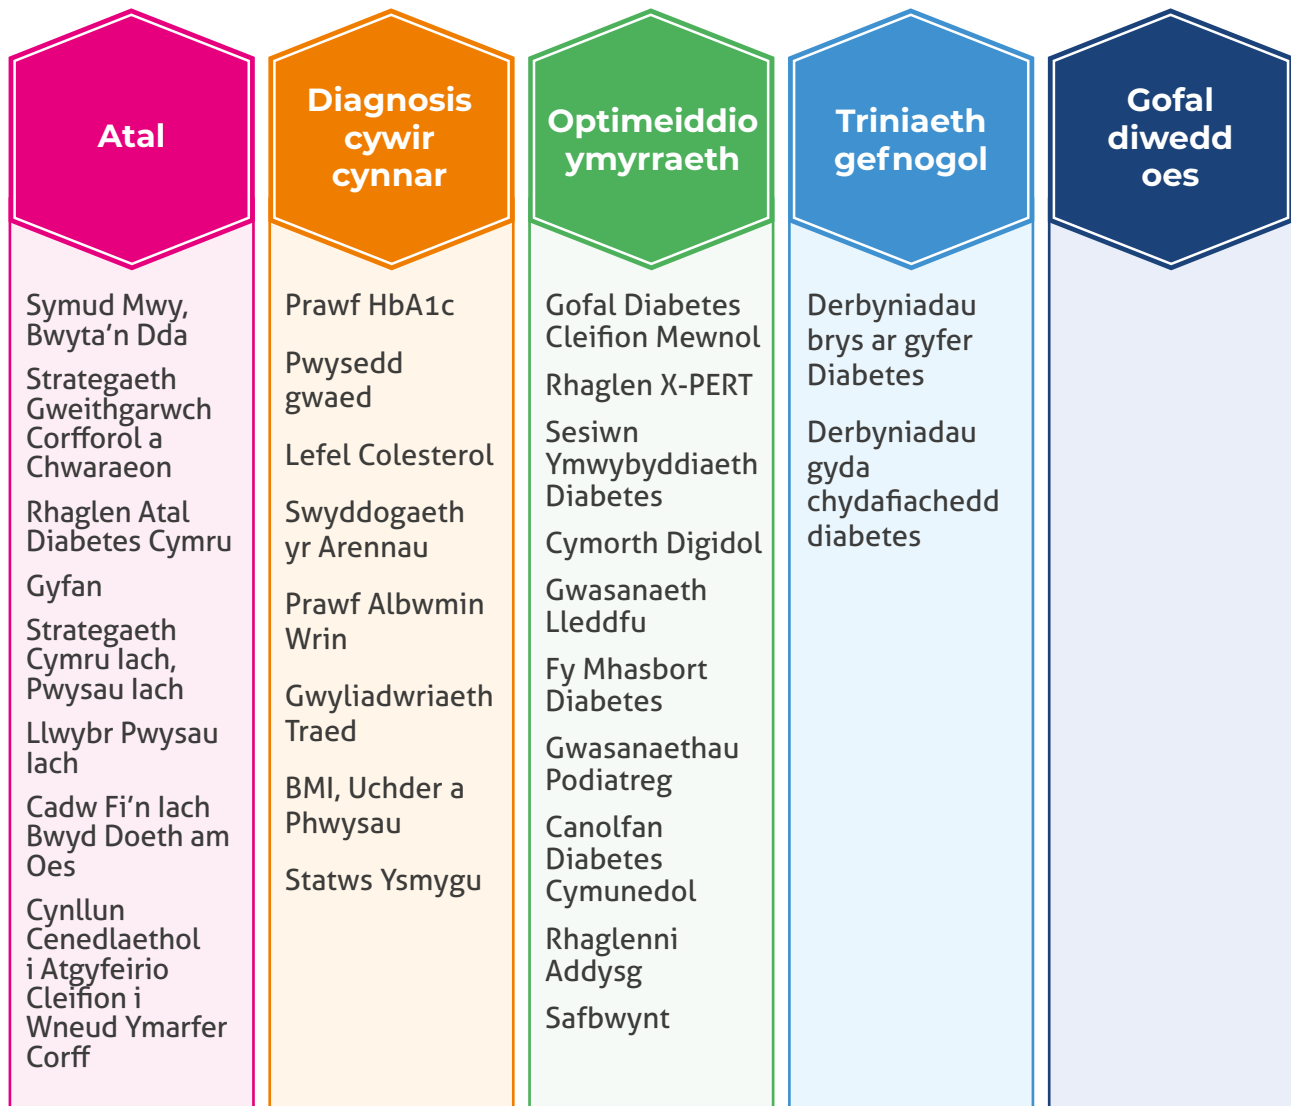 Atal
Symud Mwy,
Bwyta'n Dda
Strategaeth
Gweithgarwch
Corfforol a
Chwaraeon
Rhaglen Atal
Diabetes Cymru
Gyfan
Strategaeth
Cymru Iach,
Pwysau Iach
Llwybr Pwysau
Iach
Cadw Fi'n Iach
Bwyd Doeth am
Oes
Cynllun
Cenedlaethol
i Atgyfeirio
Cleifion i
Wneud Ymarfer
Corff
Diagnosis
cywir
cynnar
Prawf HbA1c
Pwysedd
gwaed
Lefel Colesterol
Swyddogaeth
yr Arennau
Prawf Albwmin
Wrin
Gwyliadwriaeth
Traed
BMI, Uchder a
Phwysau
Statws Ysmygu
Optimeiddio
ymyrraeth
Gofal Diabetes
Cleifion Mewnol
Rhaglen X-PERT
Sesiwn
Ymwybyddiaeth
Diabetes
Cymorth Digidol
Gwasanaeth
Lleddfu
Fy Mhasbort
Diabetes
Gwasanaethau
Podiatreg
Canolfan
Diabetes
Cymunedol
Rhaglenni
Addysg
Safbwynt
Triniaeth
gefnogol
Derbyniadau
brys ar gyfer
Diabetes
Derbyniadau
gyda
chydafiachedd
diabetes
Gofal
diwedd
oes